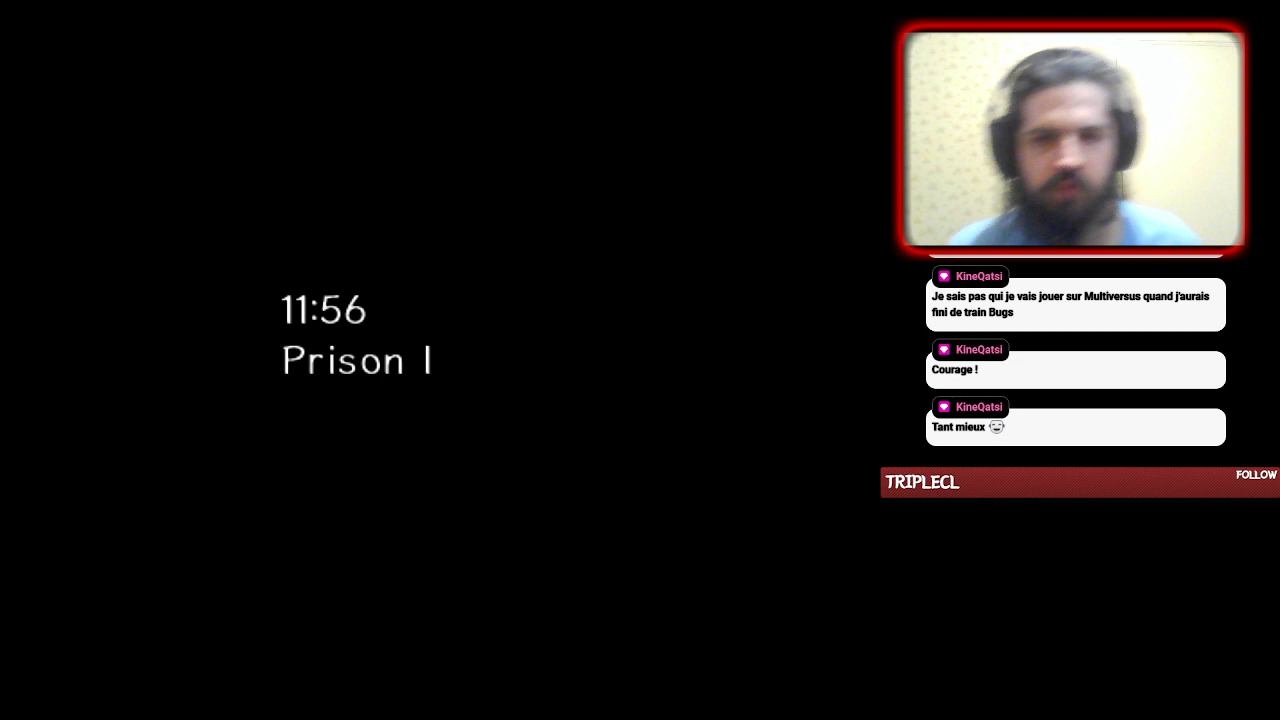 11:56
Prison I
KineQatsi
Je sais pas qui je vais jouer sur Multiversus quand j'aurais
fini de train Bugs
KineQatsi
Courage !
KineQatsi
Tant mieux
TRIPLECL
FOLLOW